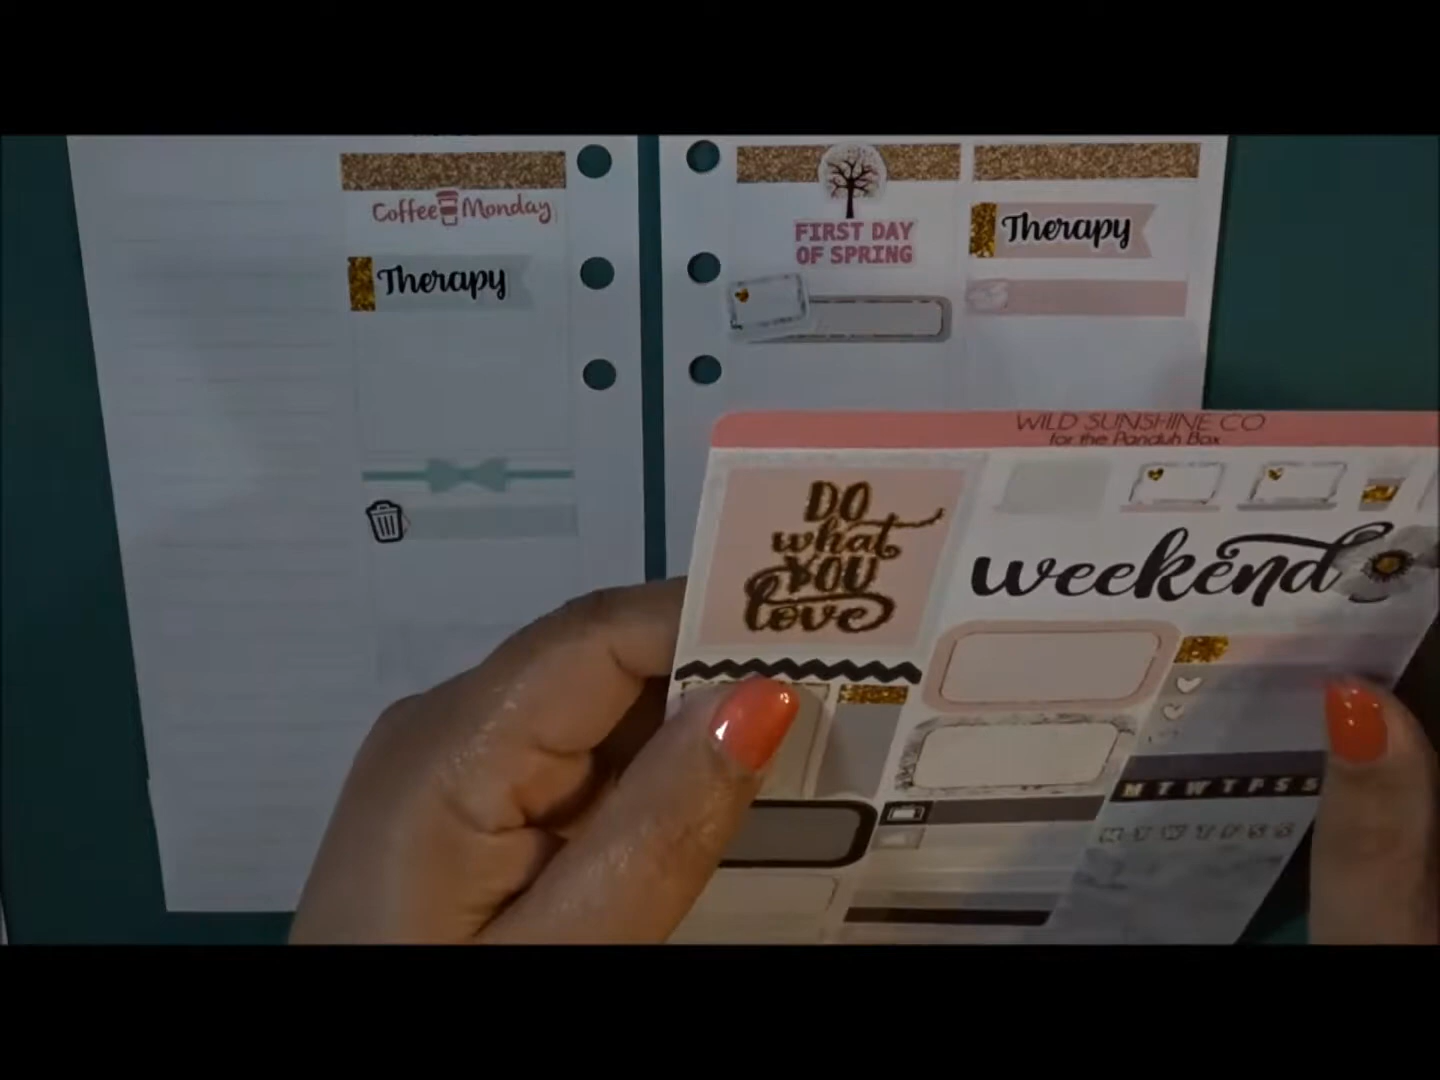 Coffee Monday
Therapy
FIRST DAY
OF SPRING
Therapy
WILD SUNSHINE CO
for the Panduh Box
DO
what
YOU
love
weekend
M T W T F S S
M T W T F S S